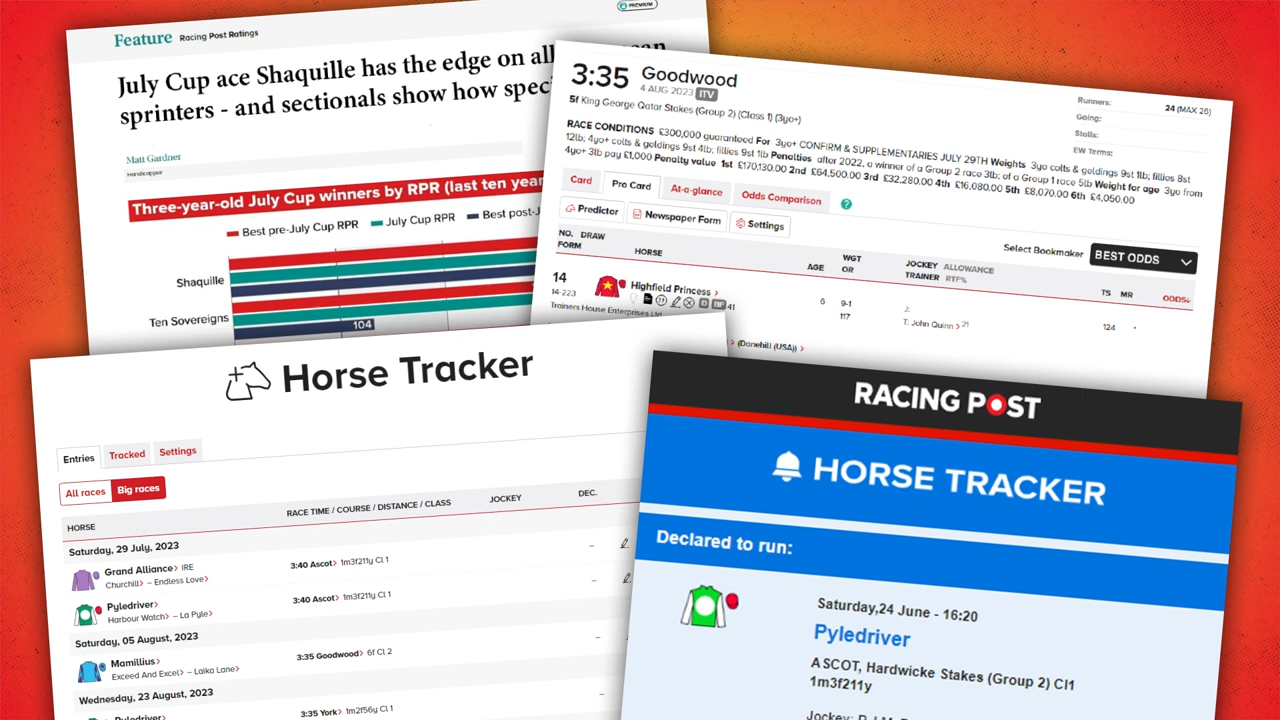 PREMIUM
Feature Racing Post Ratings
July Cup ace Shaquille has the edge on all
sprinters - and sectionals show how
Matt Gardner
Handicapper
Three-year-old July Cup winners by RPR (last ten
Best pre-July Cup RPR July Cup RPR Best
Shaquille
Ten Sovereigns
104
3:35 Goodwood
4 AUG 2023 ITV
5f King George Qatar Stakes (Group 2) (Class 1) (3yo+)
Runners: 24 (MAX 26)
Going:
Stalls:
EW Terms:
RACE CONDITIONS £300,000 guaranteed For 3yo+ CONFIRM & SUPPLEMENTARIES JULY 29TH Weights 3yo colts & geldings 9st 1lb; fillies 8st
12lb; 4yo+ colts & geldings 9st 4lb; fillies 9st 1lb Penalties after 2022, a winner of a Group 2 race 3lb; of a Group 1 race 5lb Weight for age 3yo from
4yo+ 3lb pay £1,000 Penalty value 1st £170,130.00 2nd £64,500.00 3rd £32,280.00 4th £16,080.00 5th £8,070.00 6th £4,050.00
Card Pro Card At-a-glance Odds Comparison ?
Predictor Newspaper Form Settings
Select Bookmaker BEST ODDS
NO. DRAW HORSE AGE WGT JOCKEY ALLOWANCE TS MR ODDS
FORM OR TRAINER RTF%
14 Highfield Princess > 6 9-1 J:
14-223 D BF 41 117 T: John Quinn > 21 124
Trainers House Enterprises Ltd
(Danehill (USA)) >
Horse Tracker
Entries Tracked Settings
All races Big races
HORSE RACE TIME / COURSE / DISTANCE / CLASS JOCKEY DEC.
Saturday, 29 July, 2023
Grand Alliance> IRE 3:40 Ascot> 1m3f211y Cl 1 –
Churchill> – Endless Love>
Pyledriver> 3:40 Ascot> 1m3f211y Cl 1 –
Harbour Watch> – La Pyle>
Saturday, 05 August, 2023
Mamillius> 3:35 Goodwood> 6f Cl 2 –
Exceed And Excel> – Laika Lane>
Wednesday, 23 August, 2023
Pyledriver> 3:35 York> 1m2f56y Cl 1 –
RACING POST
HORSE TRACKER
Declared to run:
Saturday,24 June - 16:20
Pyledriver
ASCOT, Hardwicke Stakes (Group 2) Cl1
1m3f211y
Jockey: